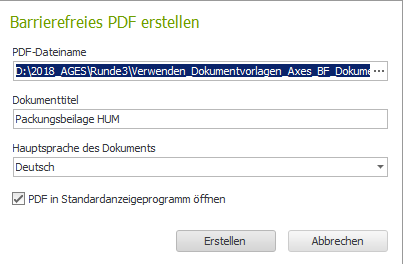 Barrierefreies PDF erstellen
PDF-Dateiname
D:\2018_AGES\Runde3\Verwenden_Dokumentvorlagen_Axes_BF_Dokume ...
Dokumenttitel
Packungsbeilage HUM
Hauptsprache des Dokuments
Deutsch
PDF in Standardanzeigeprogramm öffnen
Erstellen Abbrechen